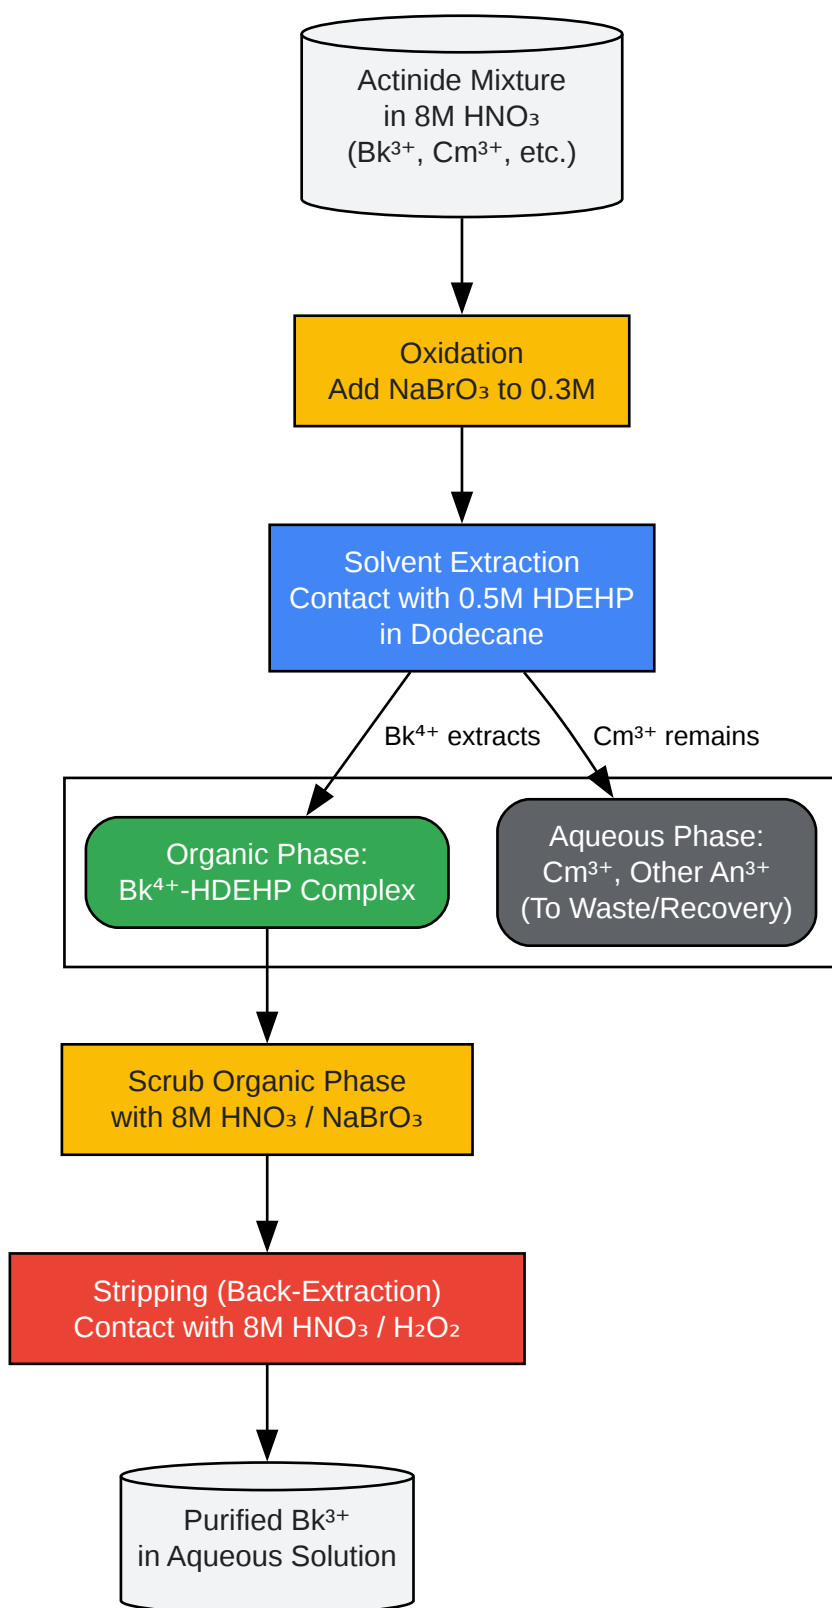 Actinide Mixture
in 8M HNO₃
(Bk³⁺, Cm³⁺, etc.)
Oxidation
Add NaBrO₃ to 0.3M
Solvent Extraction
Contact with 0.5M HDEHP
in Dodecane
Bk⁴⁺ extracts
Cm³⁺ remains
Organic Phase:
Bk⁴⁺-HDEHP Complex
Aqueous Phase:
Cm³⁺, Other An³⁺
(To Waste/Recovery)
Scrub Organic Phase
with 8M HNO₃ / NaBrO₃
Stripping (Back-Extraction)
Contact with 8M HNO₃ / H₂O₂
Purified Bk³⁺
in Aqueous Solution